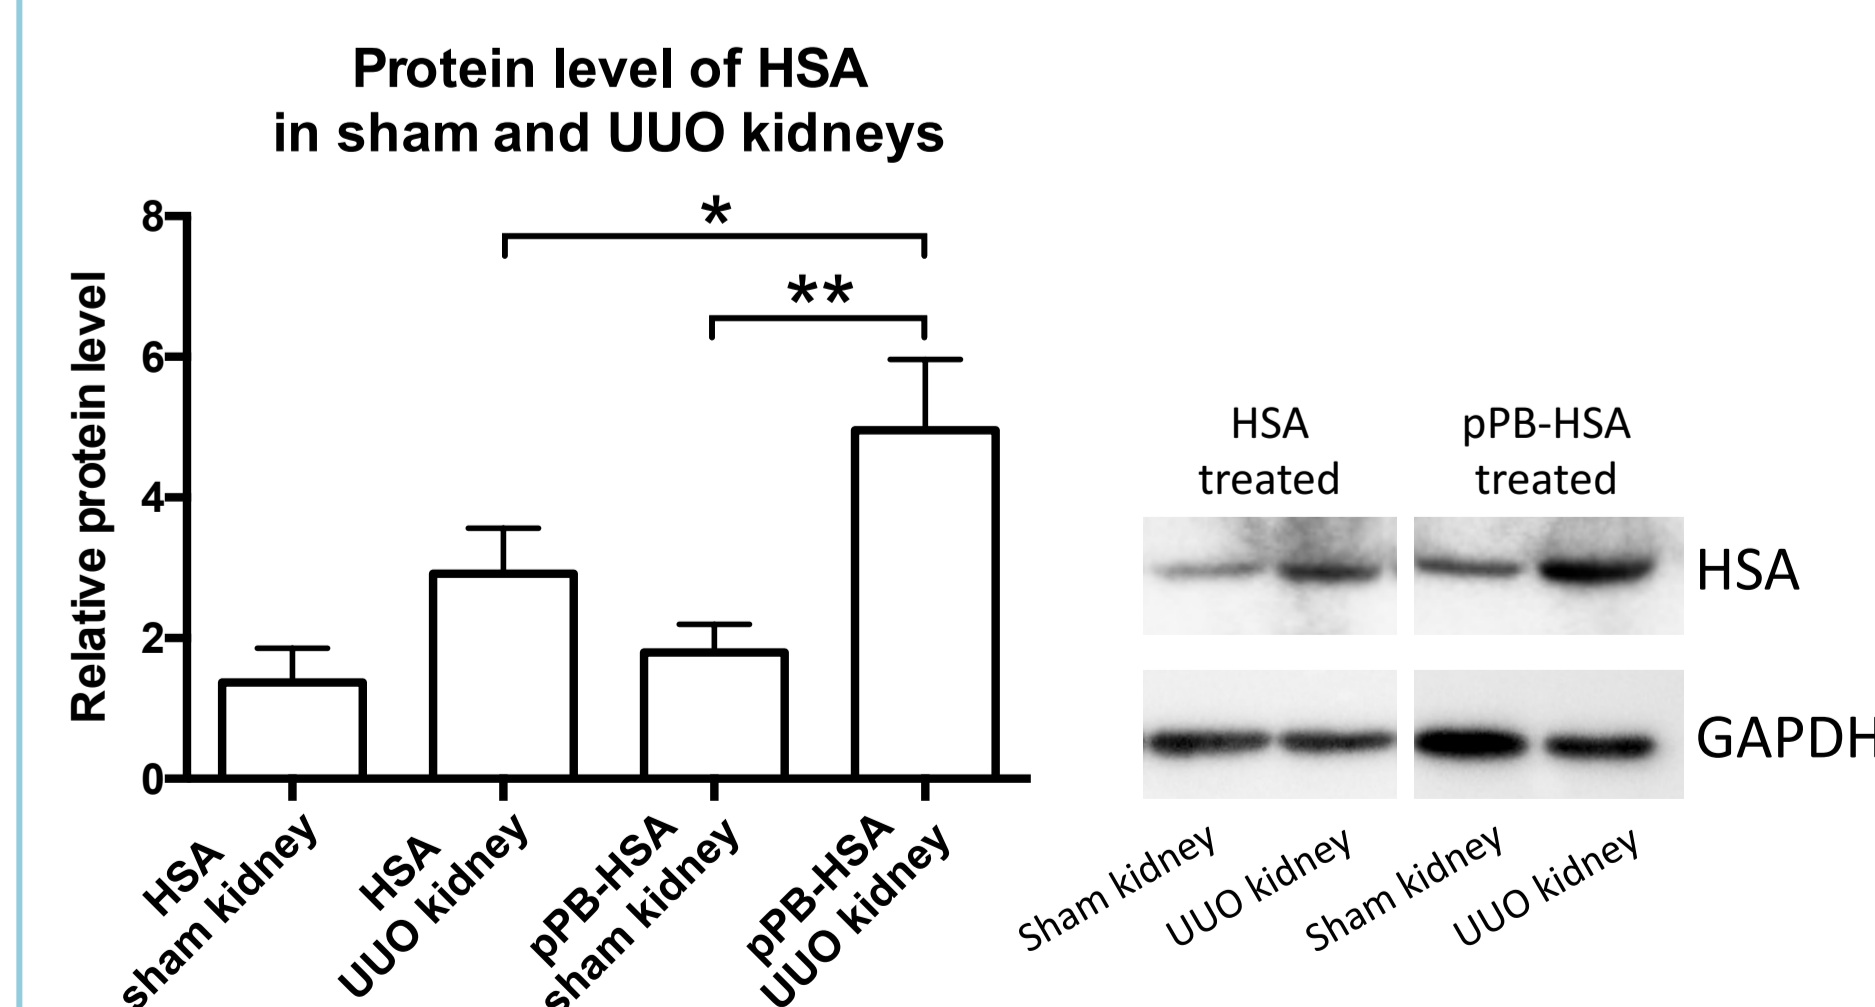 Protein level of HSA
in sham and UUO kidneys
Relative protein level
8
6
4
2
0
*
**
HSA
sham kidney
HSA
UUO kidney
pPB-HSA
sham kidney
pPB-HSA
UUO kidney
HSA
treated
pPB-HSA
treated
HSA
GAPDH
Sham kidney
UUO kidney
Sham kidney
UUO kidney